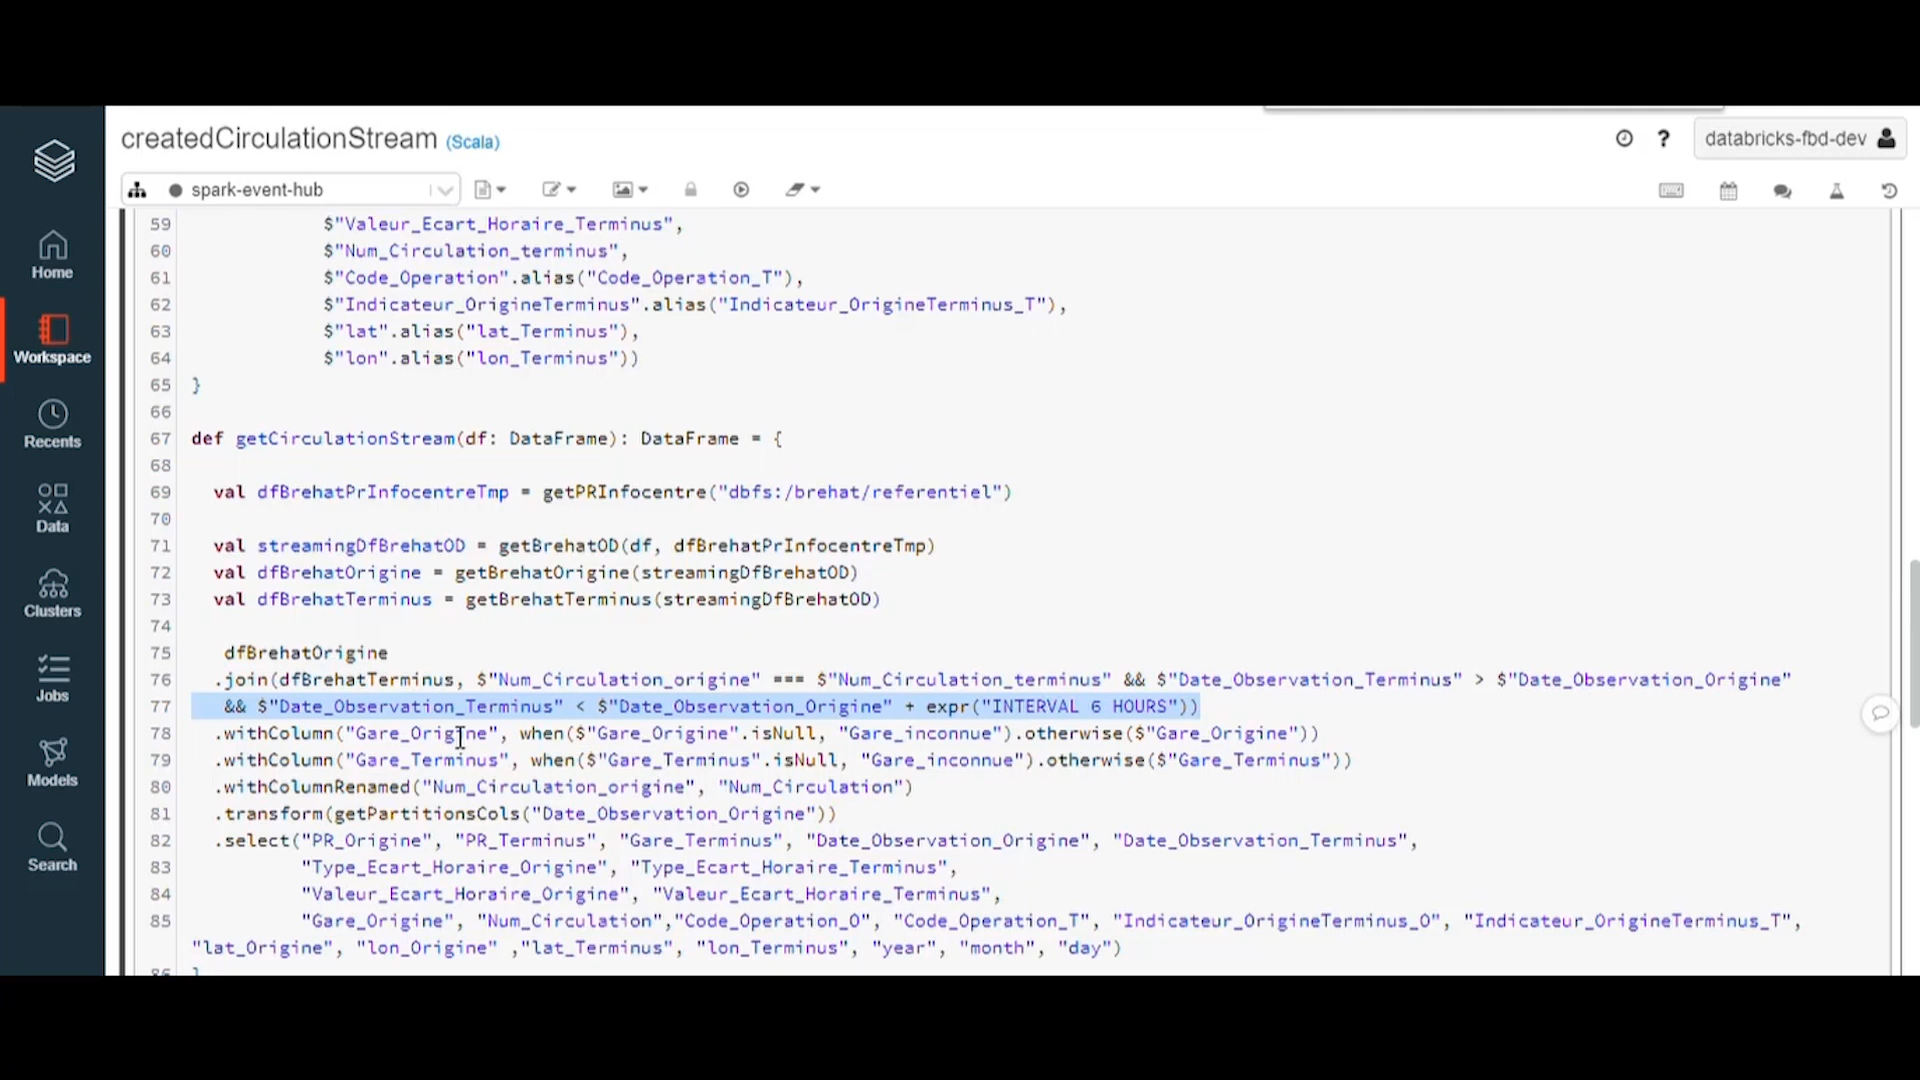 createdCirculationStream (Scala)
? databricks-fbd-dev
spark-event-hub
Home
Workspace
Recents
Data
Clusters
Jobs
Models
Search
59 $"Valeur_Ecart_Horaire_Terminus",
60 $"Num_Circulation_terminus",
61 $"Code_Operation".alias("Code_Operation_T"),
62 $"Indicateur_OrigineTerminus".alias("Indicateur_OrigineTerminus_T"),
63 $"lat".alias("lat_Terminus"),
64 $"lon".alias("lon_Terminus"))
65 }
66
67 def getCirculationStream(df: DataFrame): DataFrame = {
68
69 val dfBrehatPrInfocentreTmp = getPRInfocentre("dbfs:/brehat/referentiel")
70
71 val streamingDfBrehatOD = getBrehatOD(df, dfBrehatPrInfocentreTmp)
72 val dfBrehatOrigine = getBrehatOrigine(streamingDfBrehatOD)
73 val dfBrehatTerminus = getBrehatTerminus(streamingDfBrehatOD)
74
75 dfBrehatOrigine
76 .join(dfBrehatTerminus, $"Num_Circulation_origine" === $"Num_Circulation_terminus" && $"Date_Observation_Terminus" > $"Date_Observation_Origine"
77 && $"Date_Observation_Terminus" < $"Date_Observation_Origine" + expr("INTERVAL 6 HOURS"))
78 .withColumn("Gare_Origine", when($"Gare_Origine".isNull, "Gare_inconnue").otherwise($"Gare_Origine"))
79 .withColumn("Gare_Terminus", when($"Gare_Terminus".isNull, "Gare_inconnue").otherwise($"Gare_Terminus"))
80 .withColumnRenamed("Num_Circulation_origine", "Num_Circulation")
81 .transform(getPartitionsCols("Date_Observation_Origine"))
82 .select("PR_Origine", "PR_Terminus", "Gare_Terminus", "Date_Observation_Origine", "Date_Observation_Terminus",
83 "Type_Ecart_Horaire_Origine", "Type_Ecart_Horaire_Terminus",
84 "Valeur_Ecart_Horaire_Origine", "Valeur_Ecart_Horaire_Terminus",
85 "Gare_Origine", "Num_Circulation","Code_Operation_O", "Code_Operation_T", "Indicateur_OrigineTerminus_O", "Indicateur_OrigineTerminus_T",
"lat_Origine", "lon_Origine" ,"lat_Terminus", "lon_Terminus", "year", "month", "day")